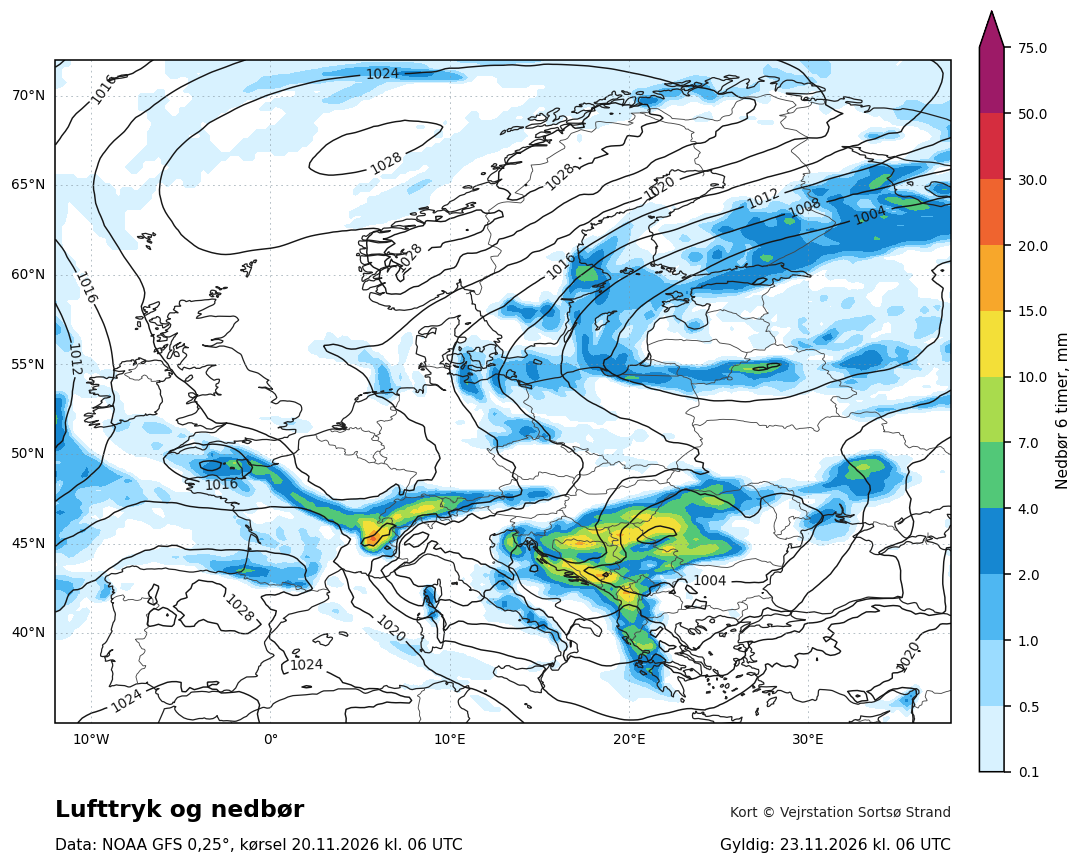 75.0
50.0
30.0
20.0
15.0
10.0
7.0
4.0
2.0
1.0
0.5
0.1
Nedbør 6 timer, mm
70°N
65°N
60°N
55°N
50°N
45°N
40°N
10°W
0°
10°E
20°E
30°E
1016
1024
1028
1028
1020
1012
1008
1004
1028
1016
1016
1012
1016
1028
1020
1004
1024
1024
1020
Lufttryk og nedbør
Kort © Vejrstation Sortsø Strand
Data: NOAA GFS 0,25°, kørsel 20.11.2026 kl. 06 UTC
Gyldig: 23.11.2026 kl. 06 UTC